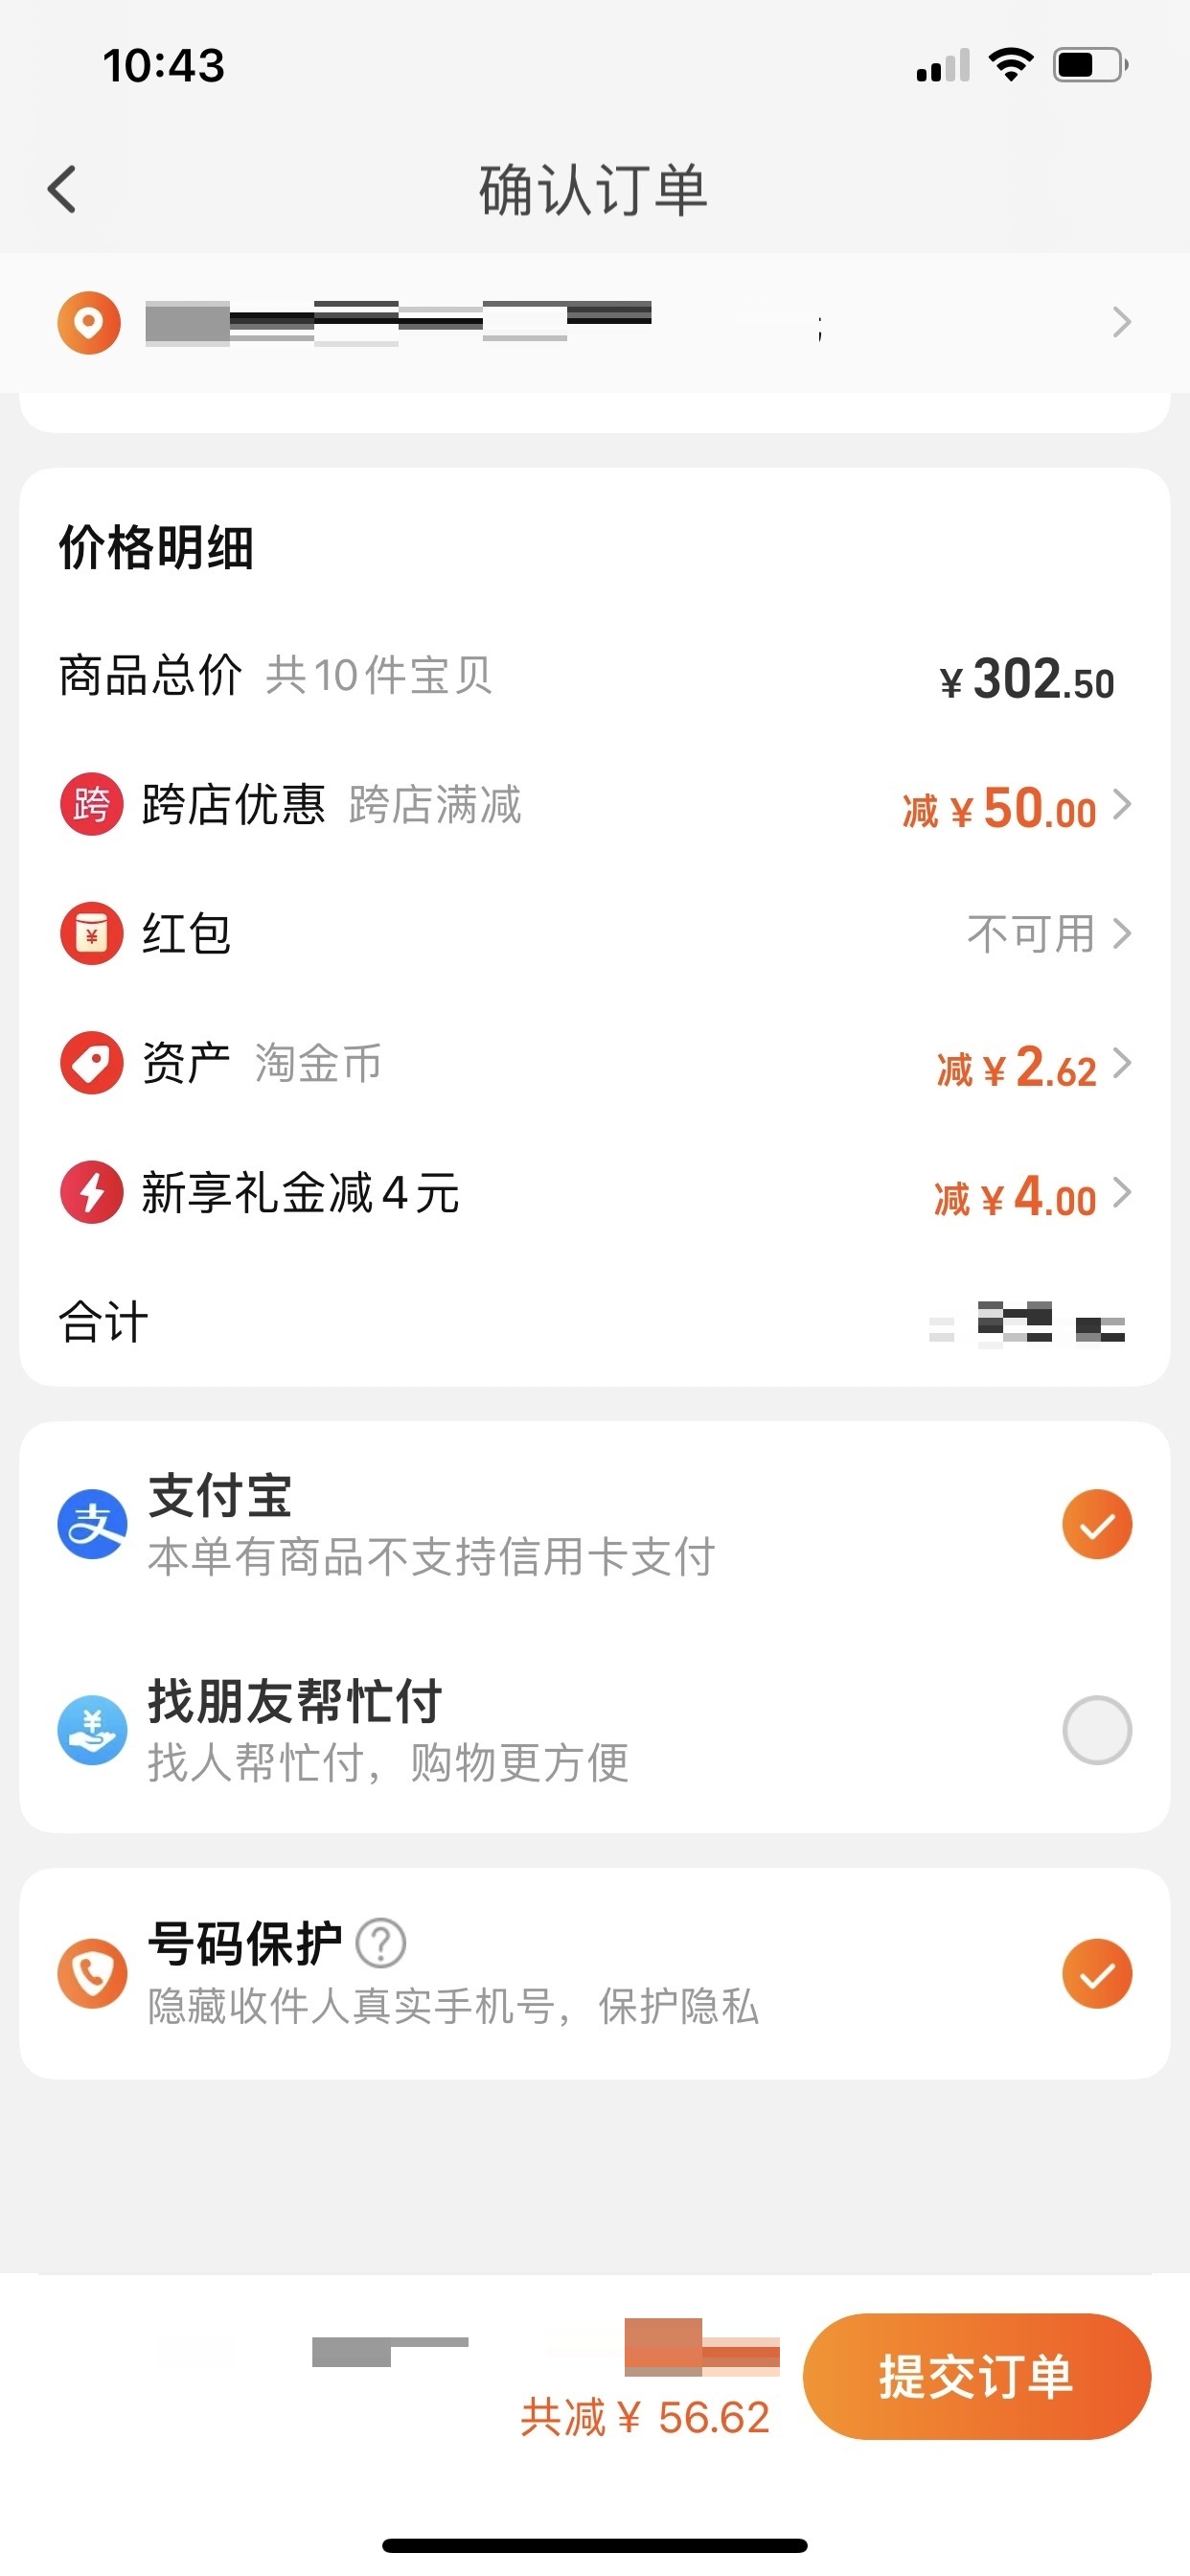 10:43
确认订单
价格明细
商品总价 共10件宝贝 ¥302.50
跨 跨店优惠 跨店满减 减¥50.00
¥ 红包 不可用
资产 淘金币 减¥2.62
新享礼金减4元 减¥4.00
合计
支 支付宝
本单有商品不支持信用卡支付
¥ 找朋友帮忙付
找人帮忙付，购物更方便
号码保护 ?
隐藏收件人真实手机号，保护隐私
共减¥ 56.62
提交订单